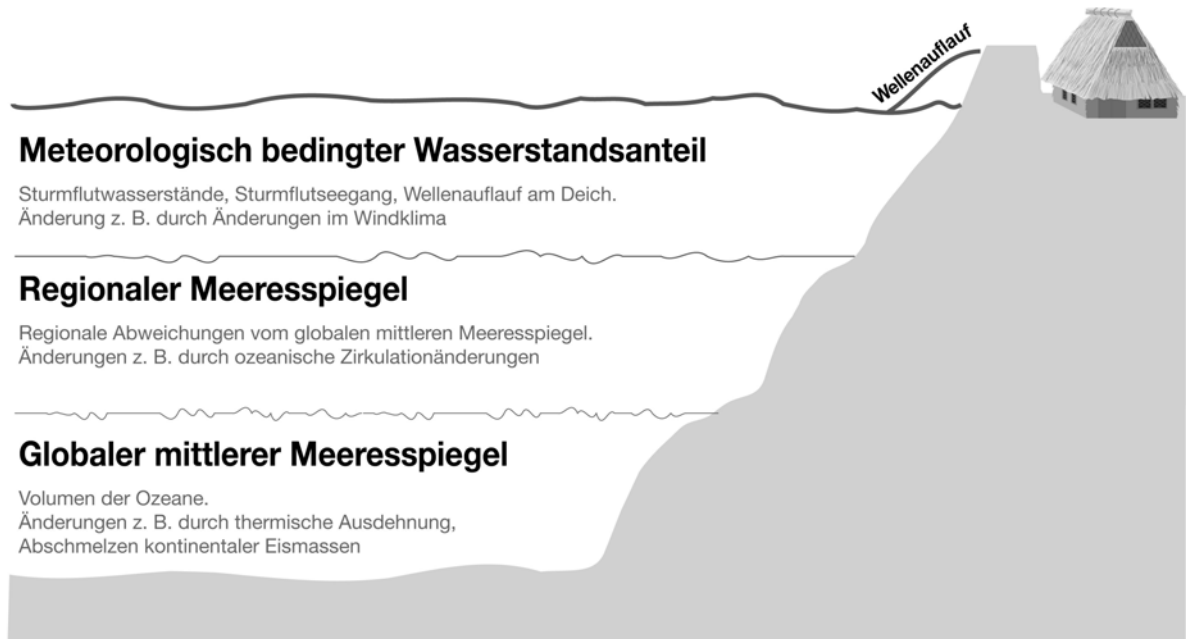 Wellenauflauf
Meteorologisch bedingter Wasserstandsanteil
Sturmflutwasserstände, Sturmflutseegang, Wellenauflauf am Deich.
Änderung z. B. durch Änderungen im Windklima
Regionaler Meeresspiegel
Regionale Abweichungen vom globalen mittleren Meeresspiegel.
Änderungen z. B. durch ozeanische Zirkulationänderungen
Globaler mittlerer Meeresspiegel
Volumen der Ozeane.
Änderungen z. B. durch thermische Ausdehnung,
Abschmelzen kontinentaler Eismassen